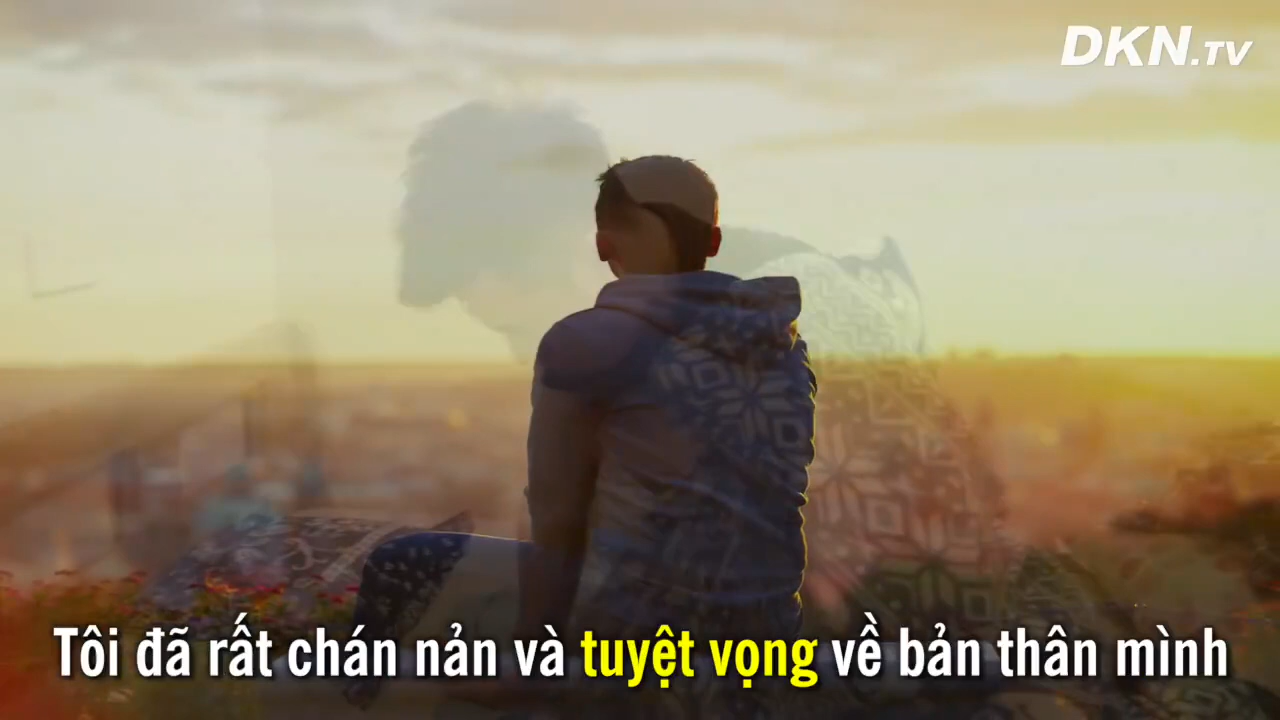 DKN.TV
Tôi đã rất chán nản và tuyệt vọng về bản thân mình